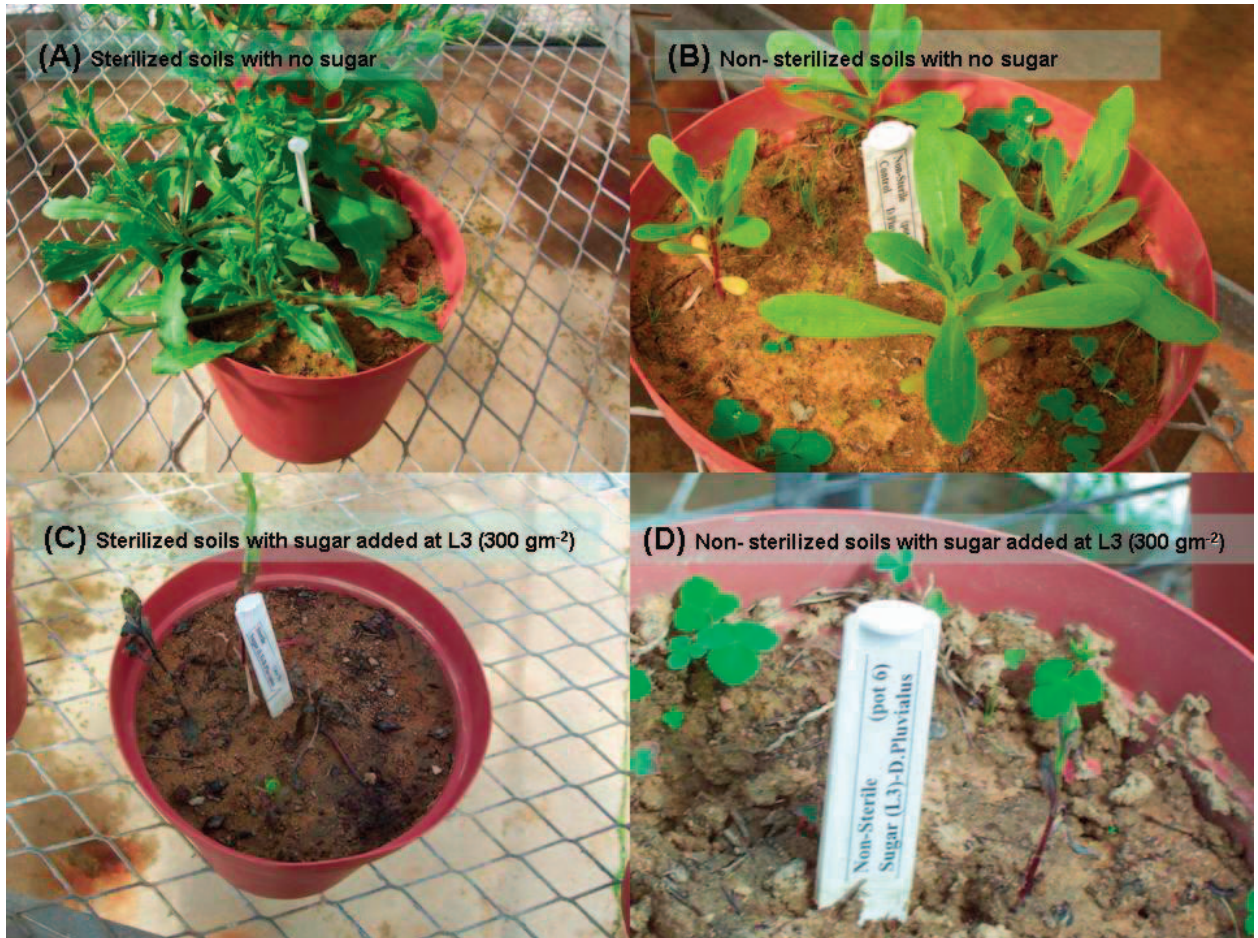 (A) Sterilized soils with no sugar
(B) Non- sterilized soils with no sugar
Non-Sterile
Control
(C) Sterilized soils with sugar added at L3 (300 gm⁻²)
(D) Non- sterilized soils with sugar added at L3 (300 gm⁻²)
Non-Sterile (pot 6)
Sugar (L3)-D.Pluvialus